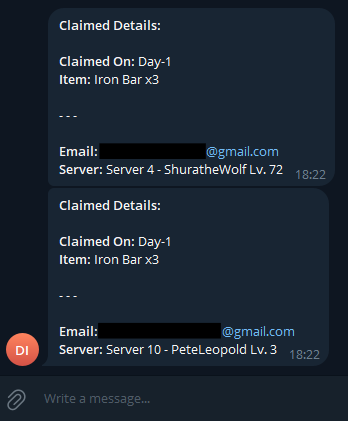 Claimed Details:
Claimed On: Day-1
Item: Iron Bar x3
- - -
Email: @gmail.com
Server: Server 4 - ShuratheWolf Lv. 72
18:22
Claimed Details:
Claimed On: Day-1
Item: Iron Bar x3
- - -
Email: @gmail.com
Server: Server 10 - PeteLeopold Lv. 3
18:22
DI
Write a message...